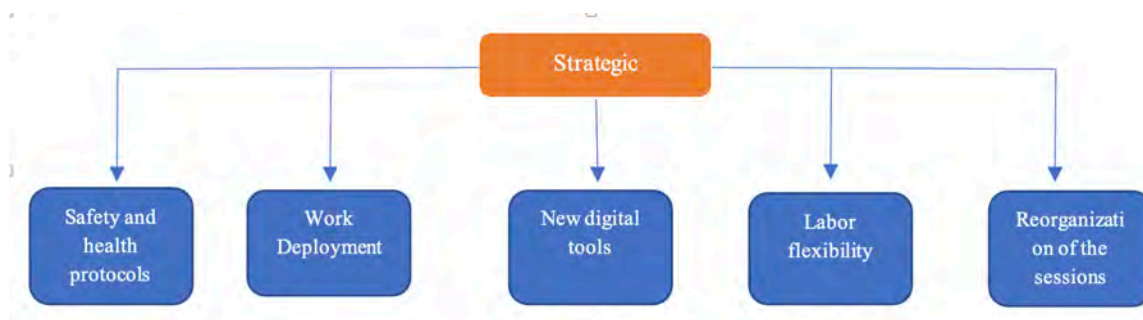 Strategic
Safety and
health
protocols
Work
Deployment
New digital
tools
Labor
flexibility
Reorganizati
on of the
sessions